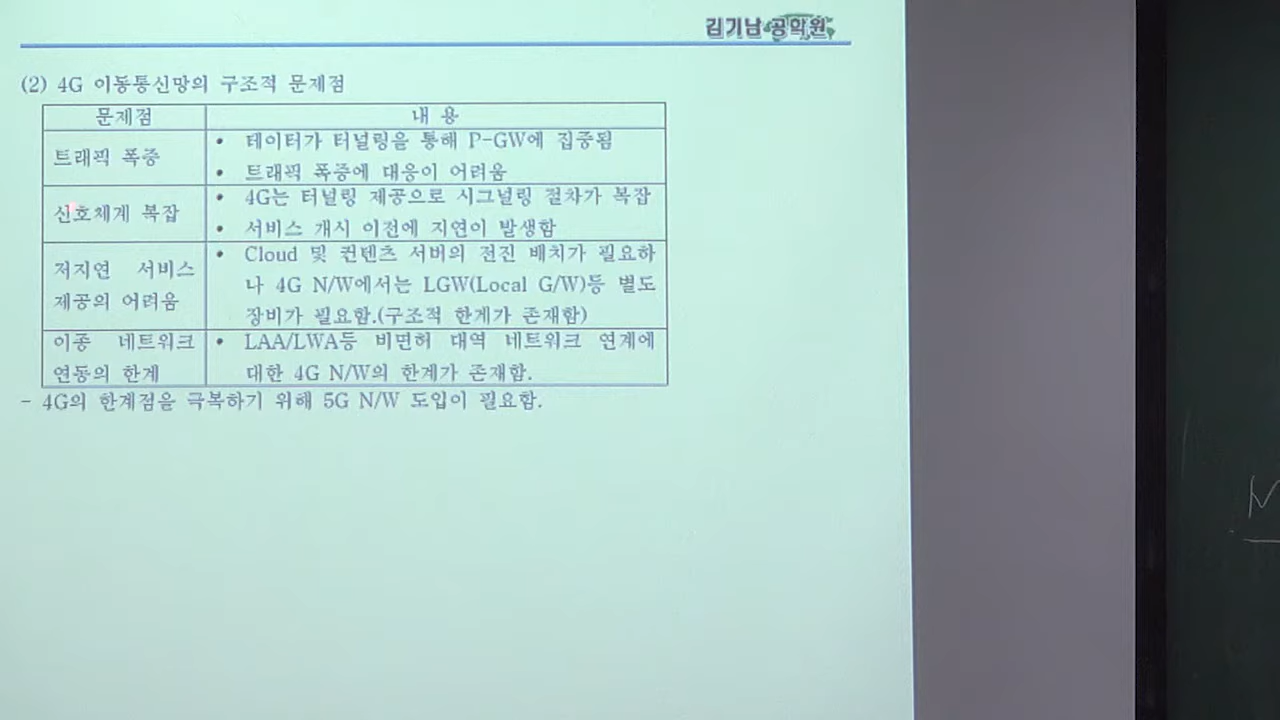 김기남 공학원
(2) 4G 이동통신망의 구조적 문제점
문제점 내 용
트래픽 폭증
• 데이터가 터널링을 통해 P-GW에 집중됨
• 트래픽 폭증에 대응이 어려움
신호체계 복잡
• 4G는 터널링 제공으로 시그널링 절차가 복잡
• 서비스 개시 이전에 지연이 발생함
저지연 서비스
제공의 어려움
• Cloud 및 컨텐츠 서버의 전진 배치가 필요하
나 4G N/W에서는 LGW(Local G/W)등 별도
장비가 필요함.(구조적 한계가 존재함)
이종 네트워크
연동의 한계
• LAA/LWA등 비면허 대역 네트워크 연계에
대한 4G N/W의 한계가 존재함.
- 4G의 한계점을 극복하기 위해 5G N/W 도입이 필요함.